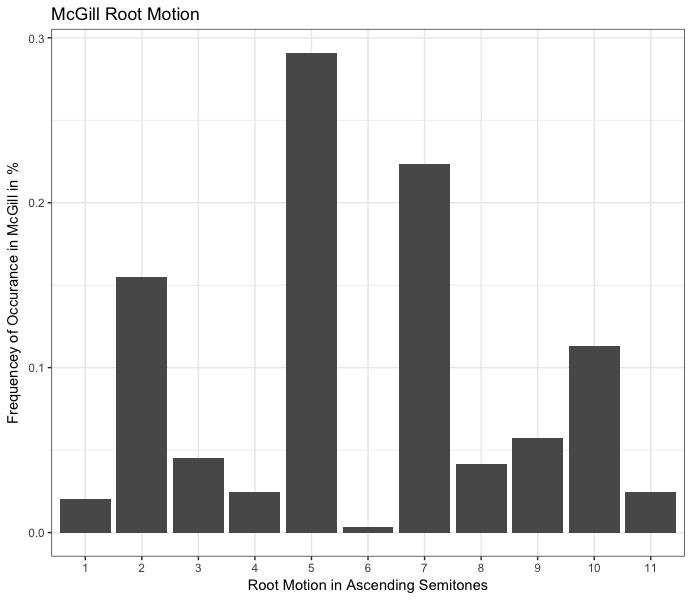 McGill Root Motion
Frequencey of Occurance in McGill in %
0.3
0.2
0.1
0.0
1 2 3 4 5 6 7 8 9 10 11
Root Motion in Ascending Semitones